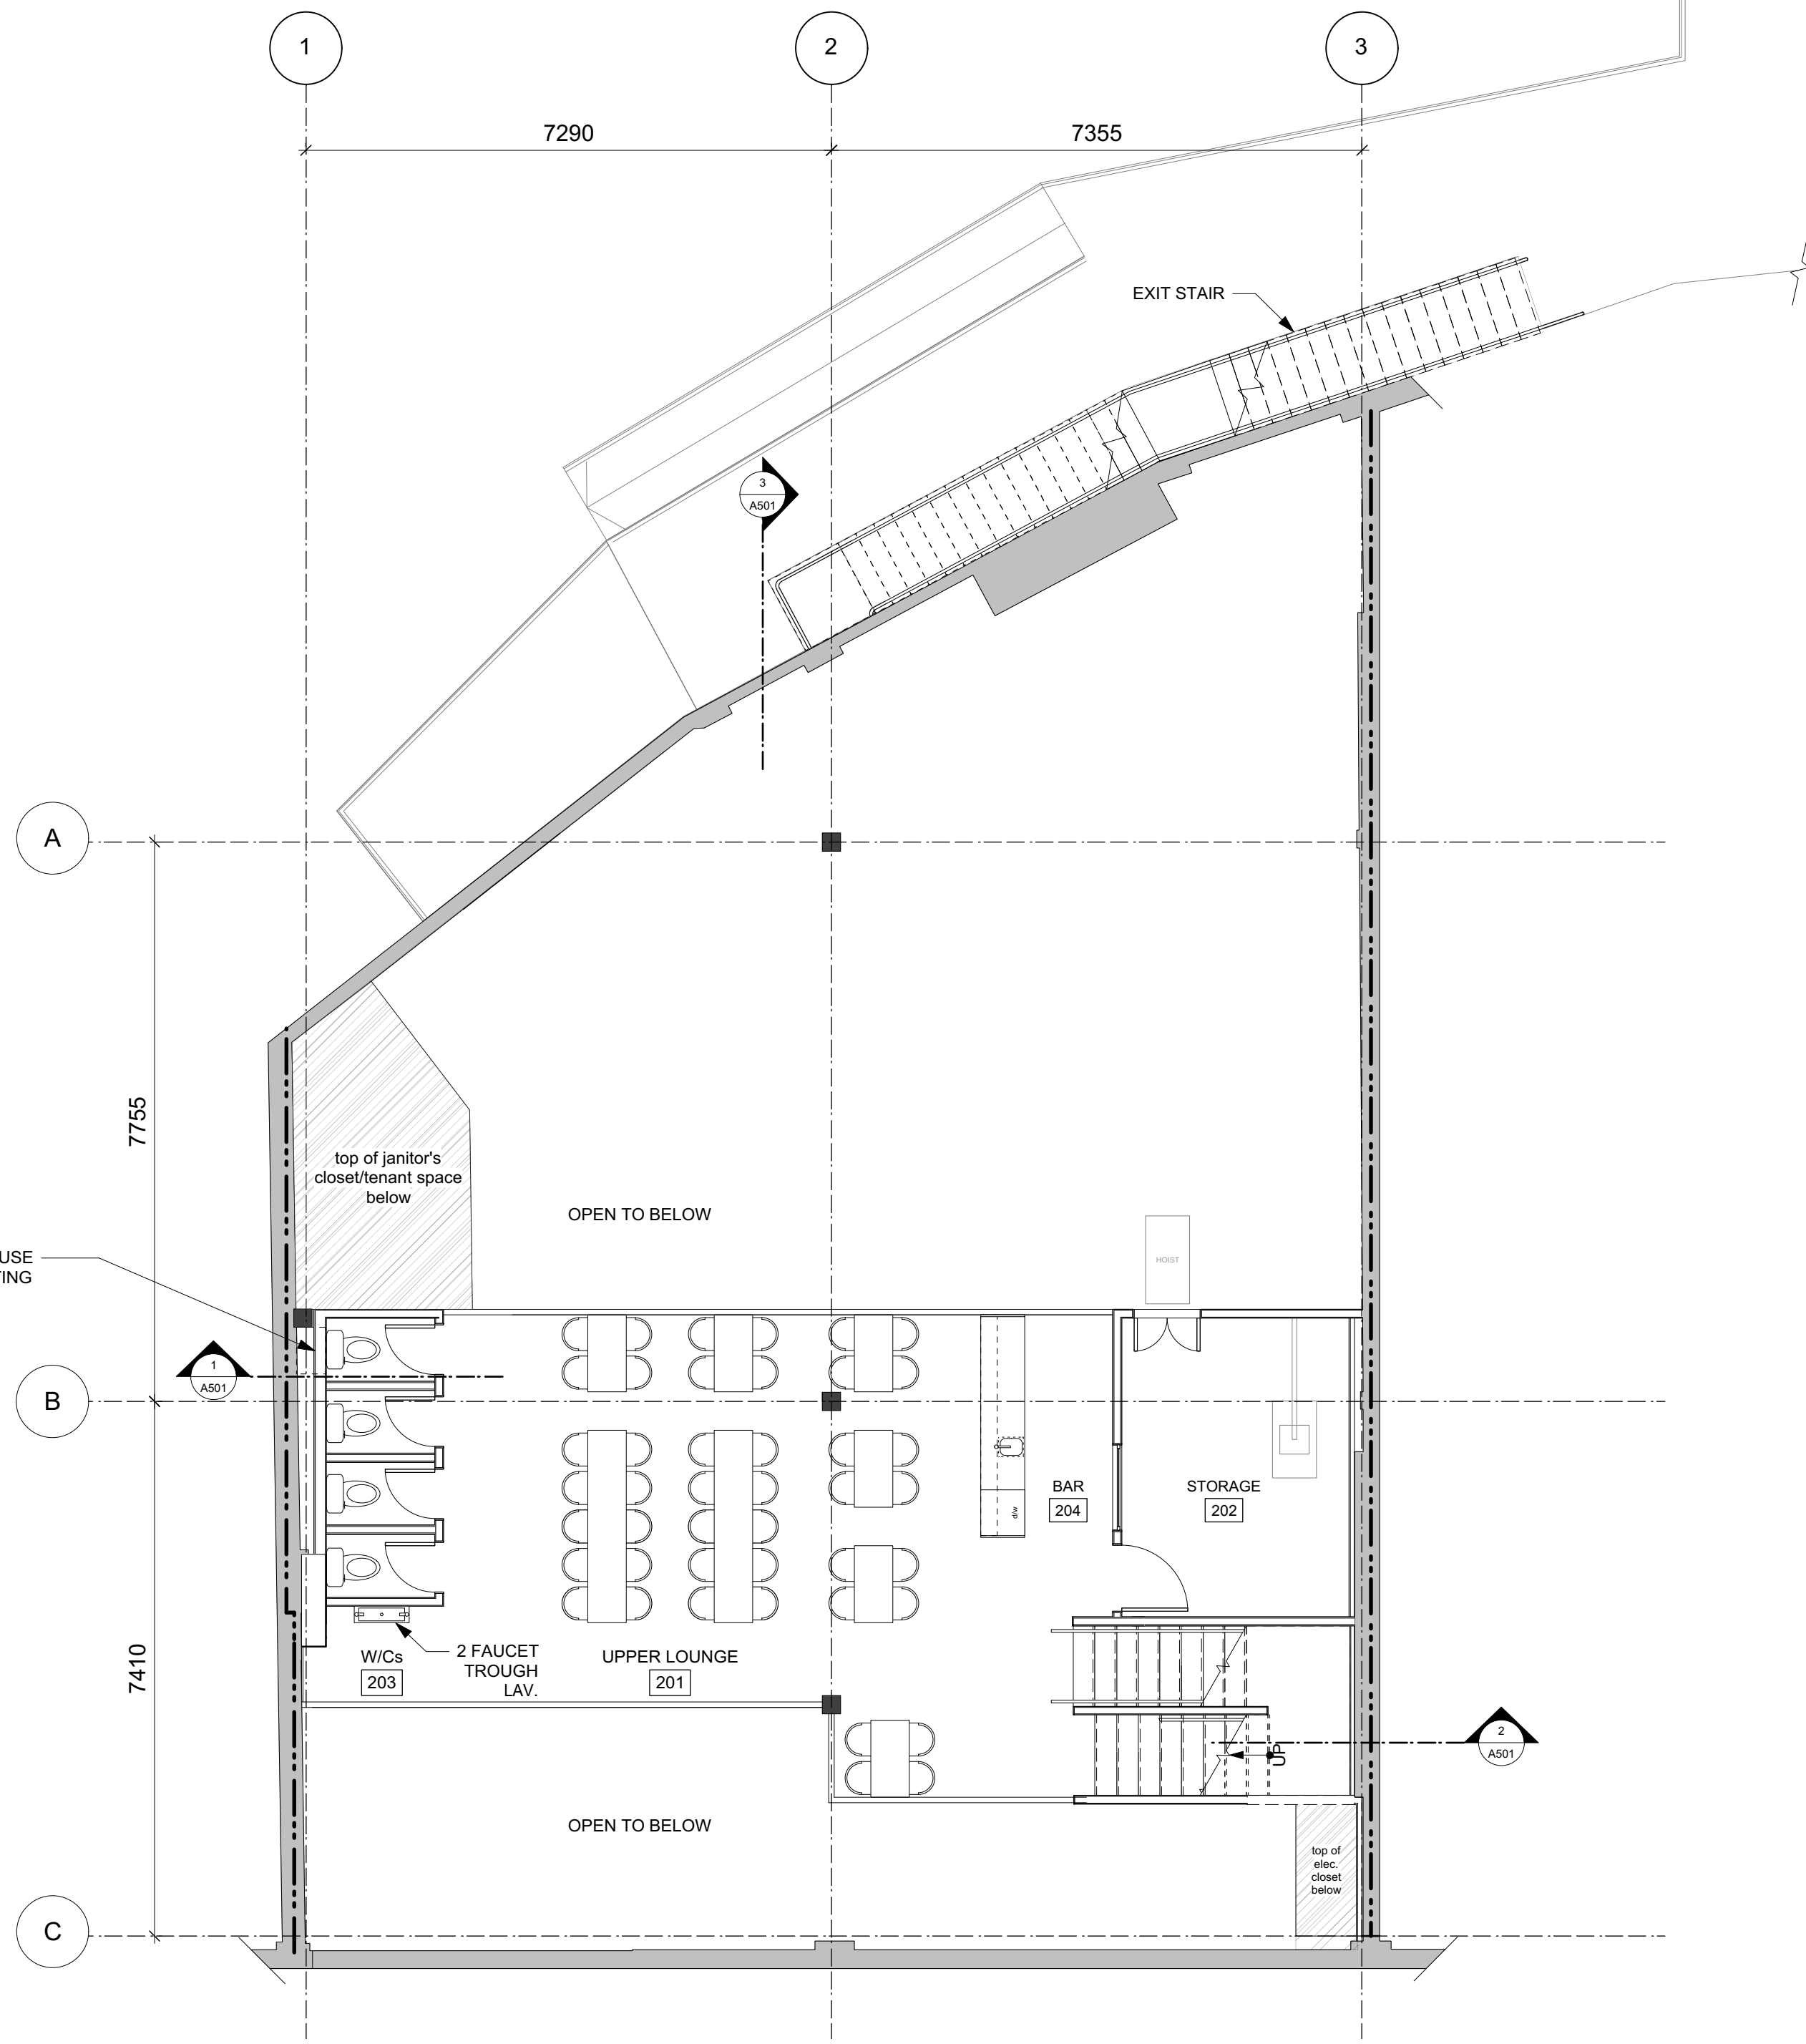 1
2
3
7290
7355
EXIT STAIR
3
A501
A
7755
top of janitor's
closet/tenant space
below
OPEN TO BELOW
HOIST
USE
TING
1
A501
B
BAR
204
STORAGE
202
d/w
7410
W/Cs
203
2 FAUCET
TROUGH
LAV.
UPPER LOUNGE
201
UP
2
A501
OPEN TO BELOW
top of
elec.
closet
below
C